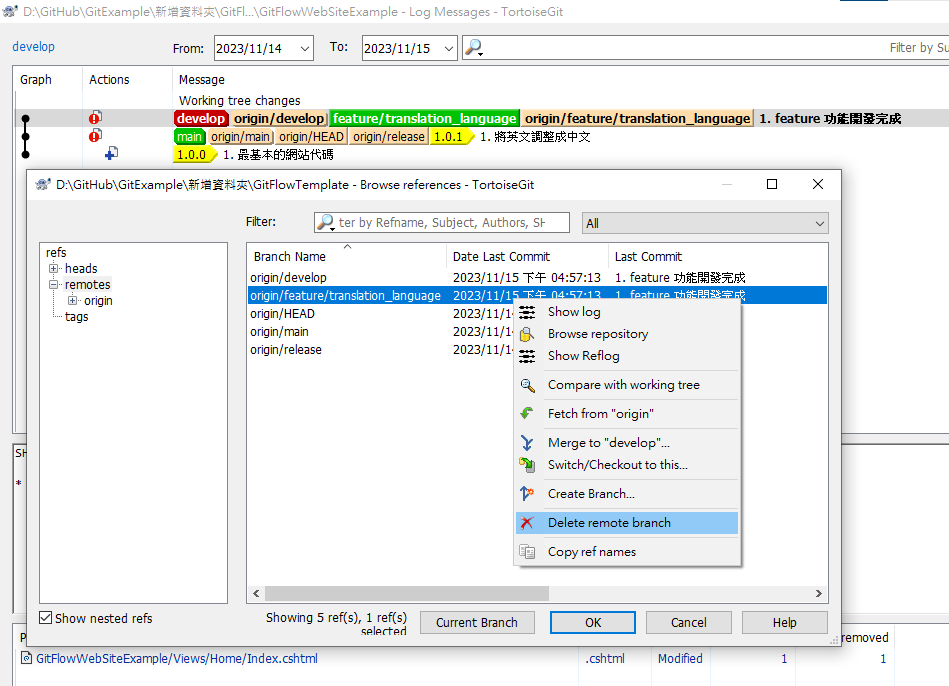 D:\GitHub\GitExample\新增資料夾\GitFl...\GitFlowWebSiteExample - Log Messages - TortoiseGit
develop From: 2023/11/14 To: 2023/11/15 Filter by Su
Graph Actions Message
Working tree changes
develop origin/develop feature/translation_language origin/feature/translation_language 1. feature 功能開發完成
main origin/main origin/HEAD origin/release 1.0.1 1. 將英文調整成中文
1.0.0 1. 最基本的網站代碼
D:\GitHub\GitExample\新增資料夾\GitFlowTemplate - Browse references - TortoiseGit
Filter: ter by Refname, Subject, Authors, SH All
refs
heads
remotes
origin
tags
Branch Name Date Last Commit Last Commit
origin/develop 2023/11/15 下午 04:57:13 1. feature 功能開發完成
origin/feature/translation_language 2023/11/15 下午 04:57:13 1. feature 功能開發完成
origin/HEAD 2023/11/14
origin/main 2023/11/14
origin/release 2023/11/14
Show log
Browse repository
Show Reflog
Compare with working tree
Fetch from "origin"
Merge to "develop"...
Switch/Checkout to this...
Create Branch...
Delete remote branch
Copy ref names
SH
*
Show nested refs
Showing 5 ref(s), 1 ref(s)
selected
Current Branch OK Cancel Help
P removed
GitFlowWebSiteExample/Views/Home/Index.cshtml .cshtml Modified 1 1